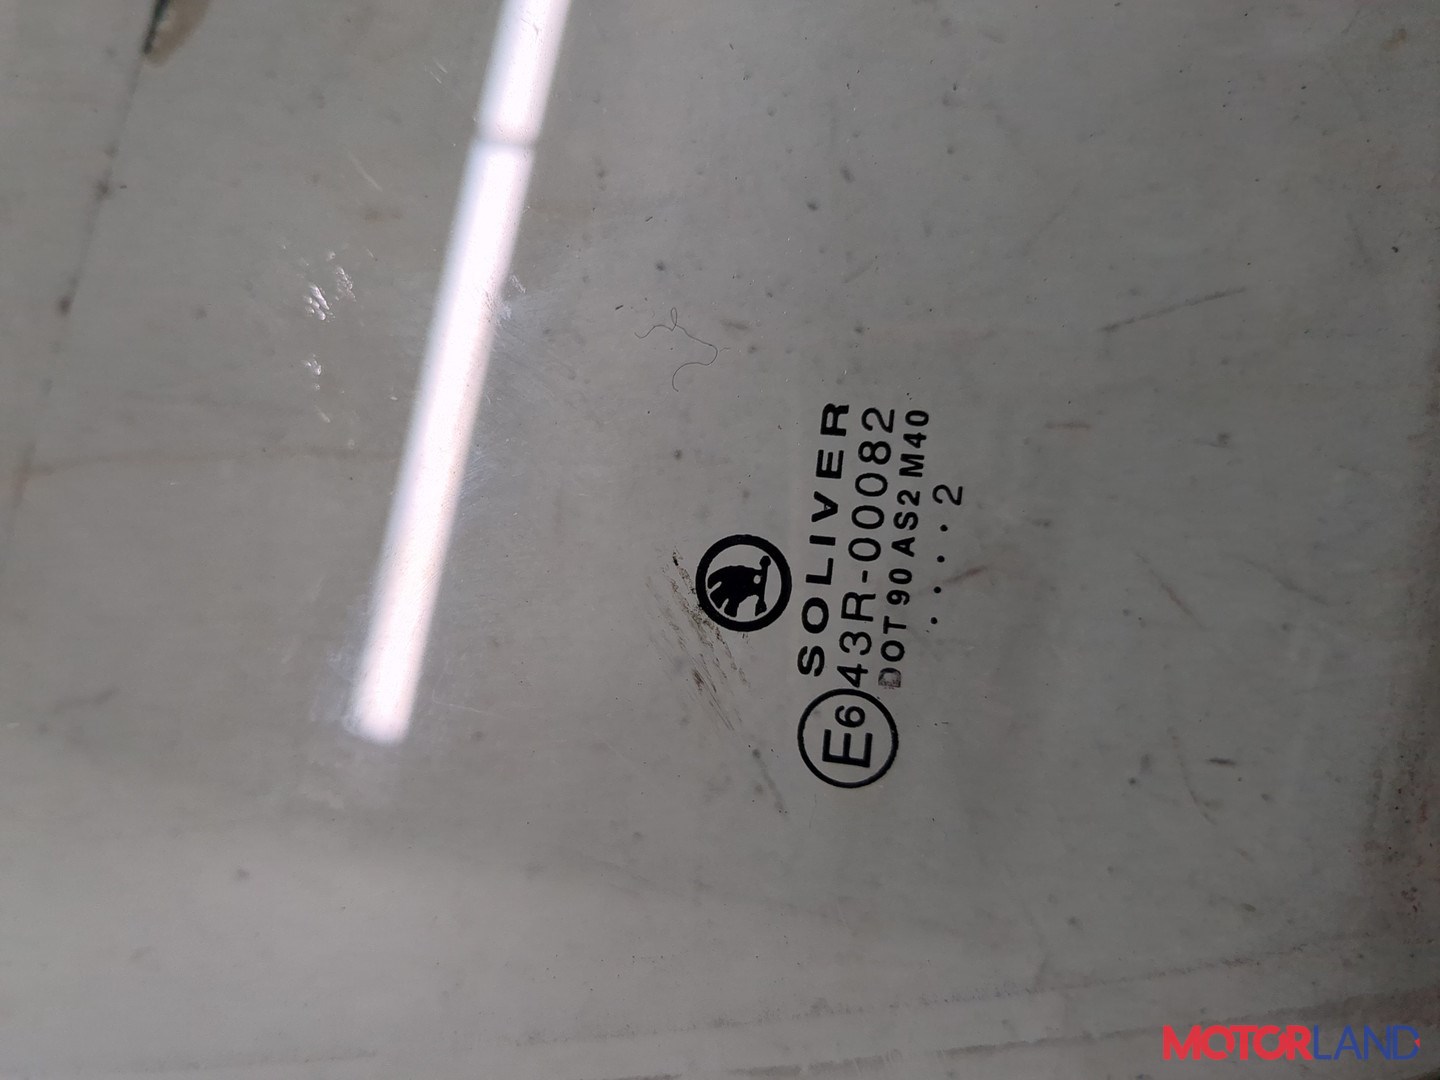 SOLIVER
E6 43R-00082
DOT 90 AS2 M40
. . . . 2
MOTORLAND